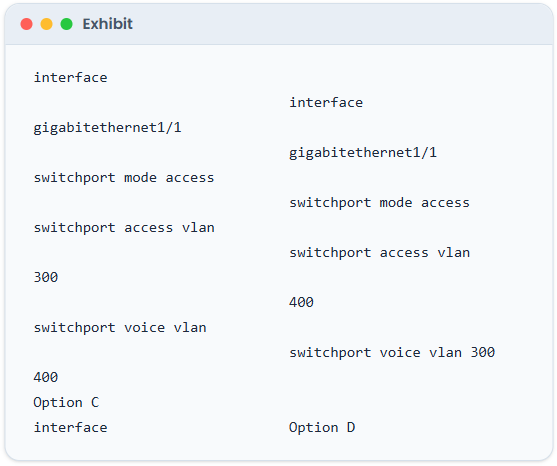 Exhibit
interface
interface
gigabitethernet1/1
gigabitethernet1/1
switchport mode access
switchport mode access
switchport access vlan
switchport access vlan
300
400
switchport voice vlan
switchport voice vlan 300
400
Option C
interface
Option D